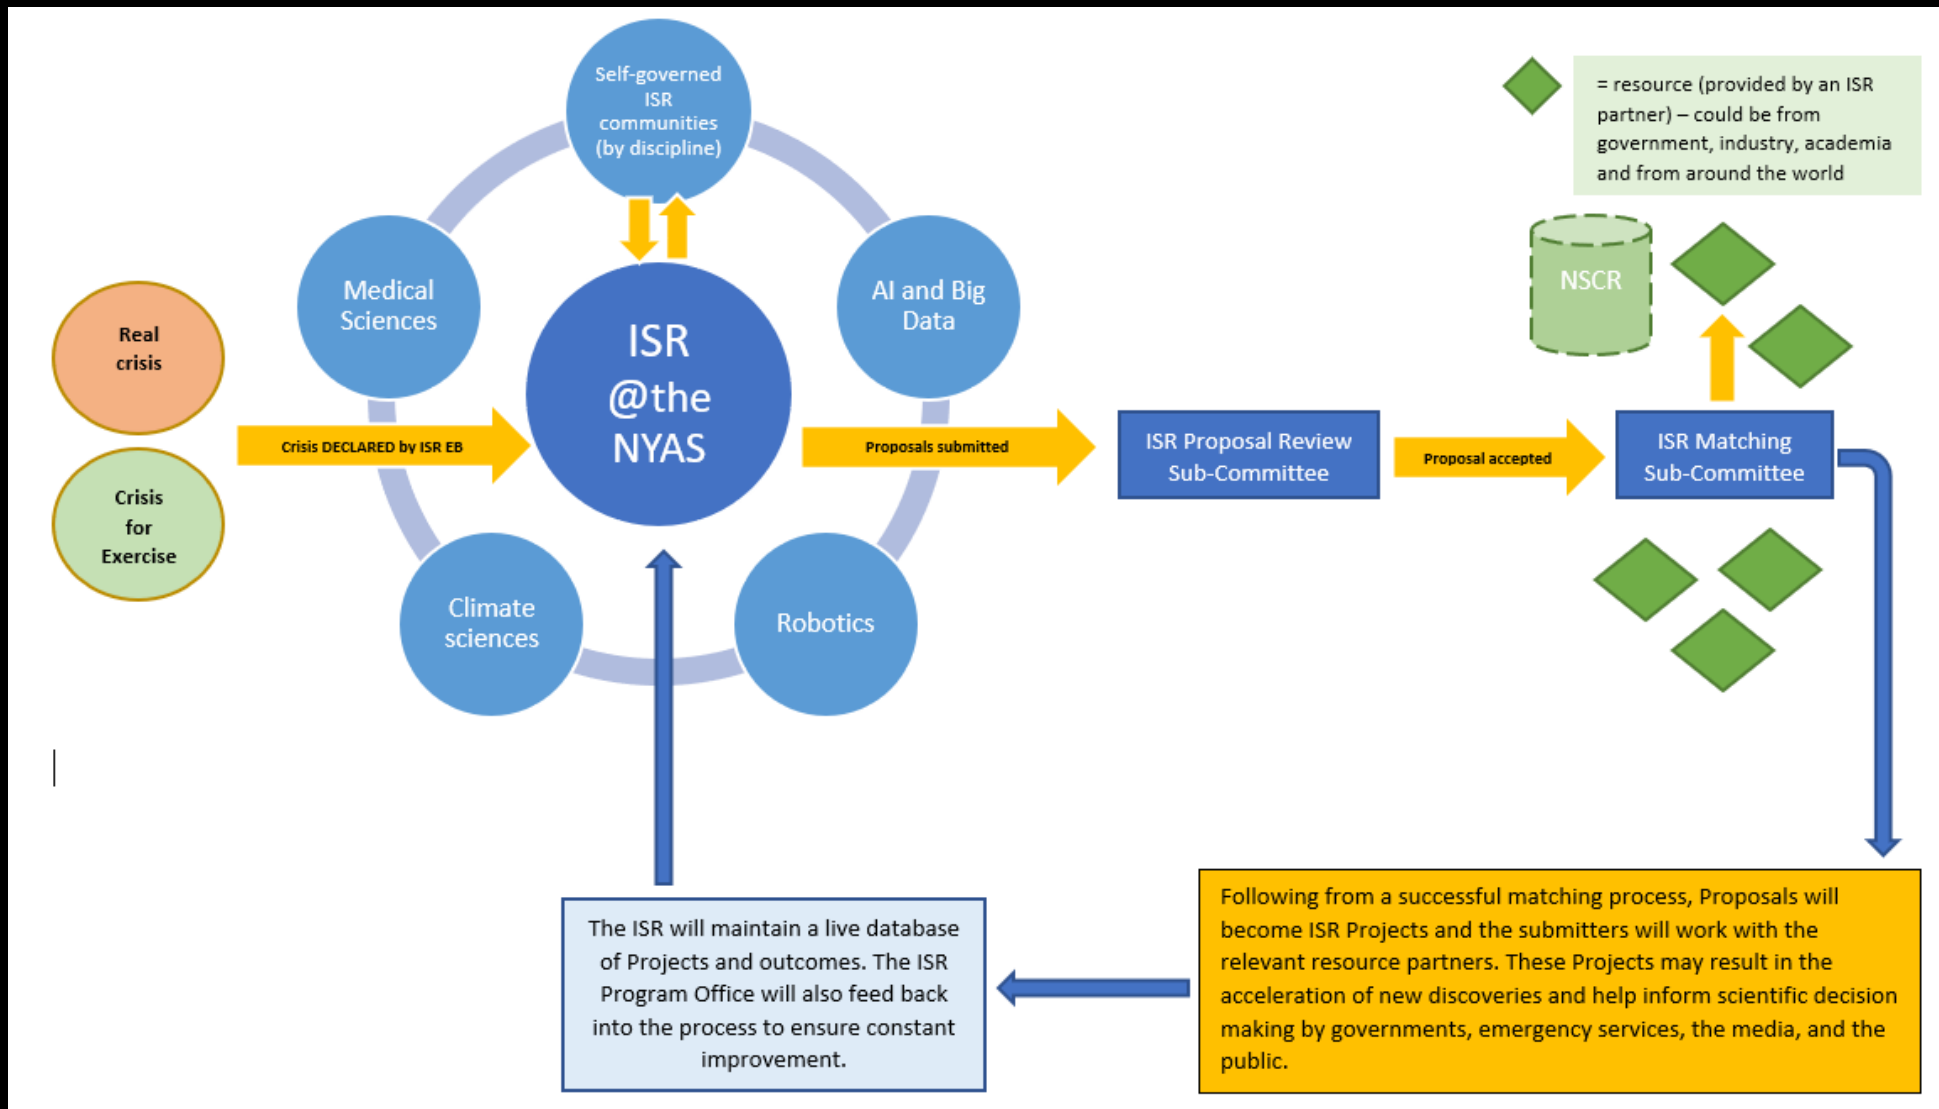 Self-governed
ISR
communities
(by discipline)
= resource (provided by an ISR
partner) – could be from
government, industry, academia
and from around the world
Medical
Sciences
AI and Big
Data
NSCR
Real
crisis
ISR
@the
NYAS
Crisis DECLARED by ISR EB
Proposals submitted
ISR Proposal Review
Sub-Committee
Proposal accepted
ISR Matching
Sub-Committee
Crisis
for
Exercise
Climate
sciences
Robotics
Following from a successful matching process, Proposals will
become ISR Projects and the submitters will work with the
relevant resource partners. These Projects may result in the
acceleration of new discoveries and help inform scientific decision
making by governments, emergency services, the media, and the
public.
The ISR will maintain a live database
of Projects and outcomes. The ISR
Program Office will also feed back
into the process to ensure constant
improvement.